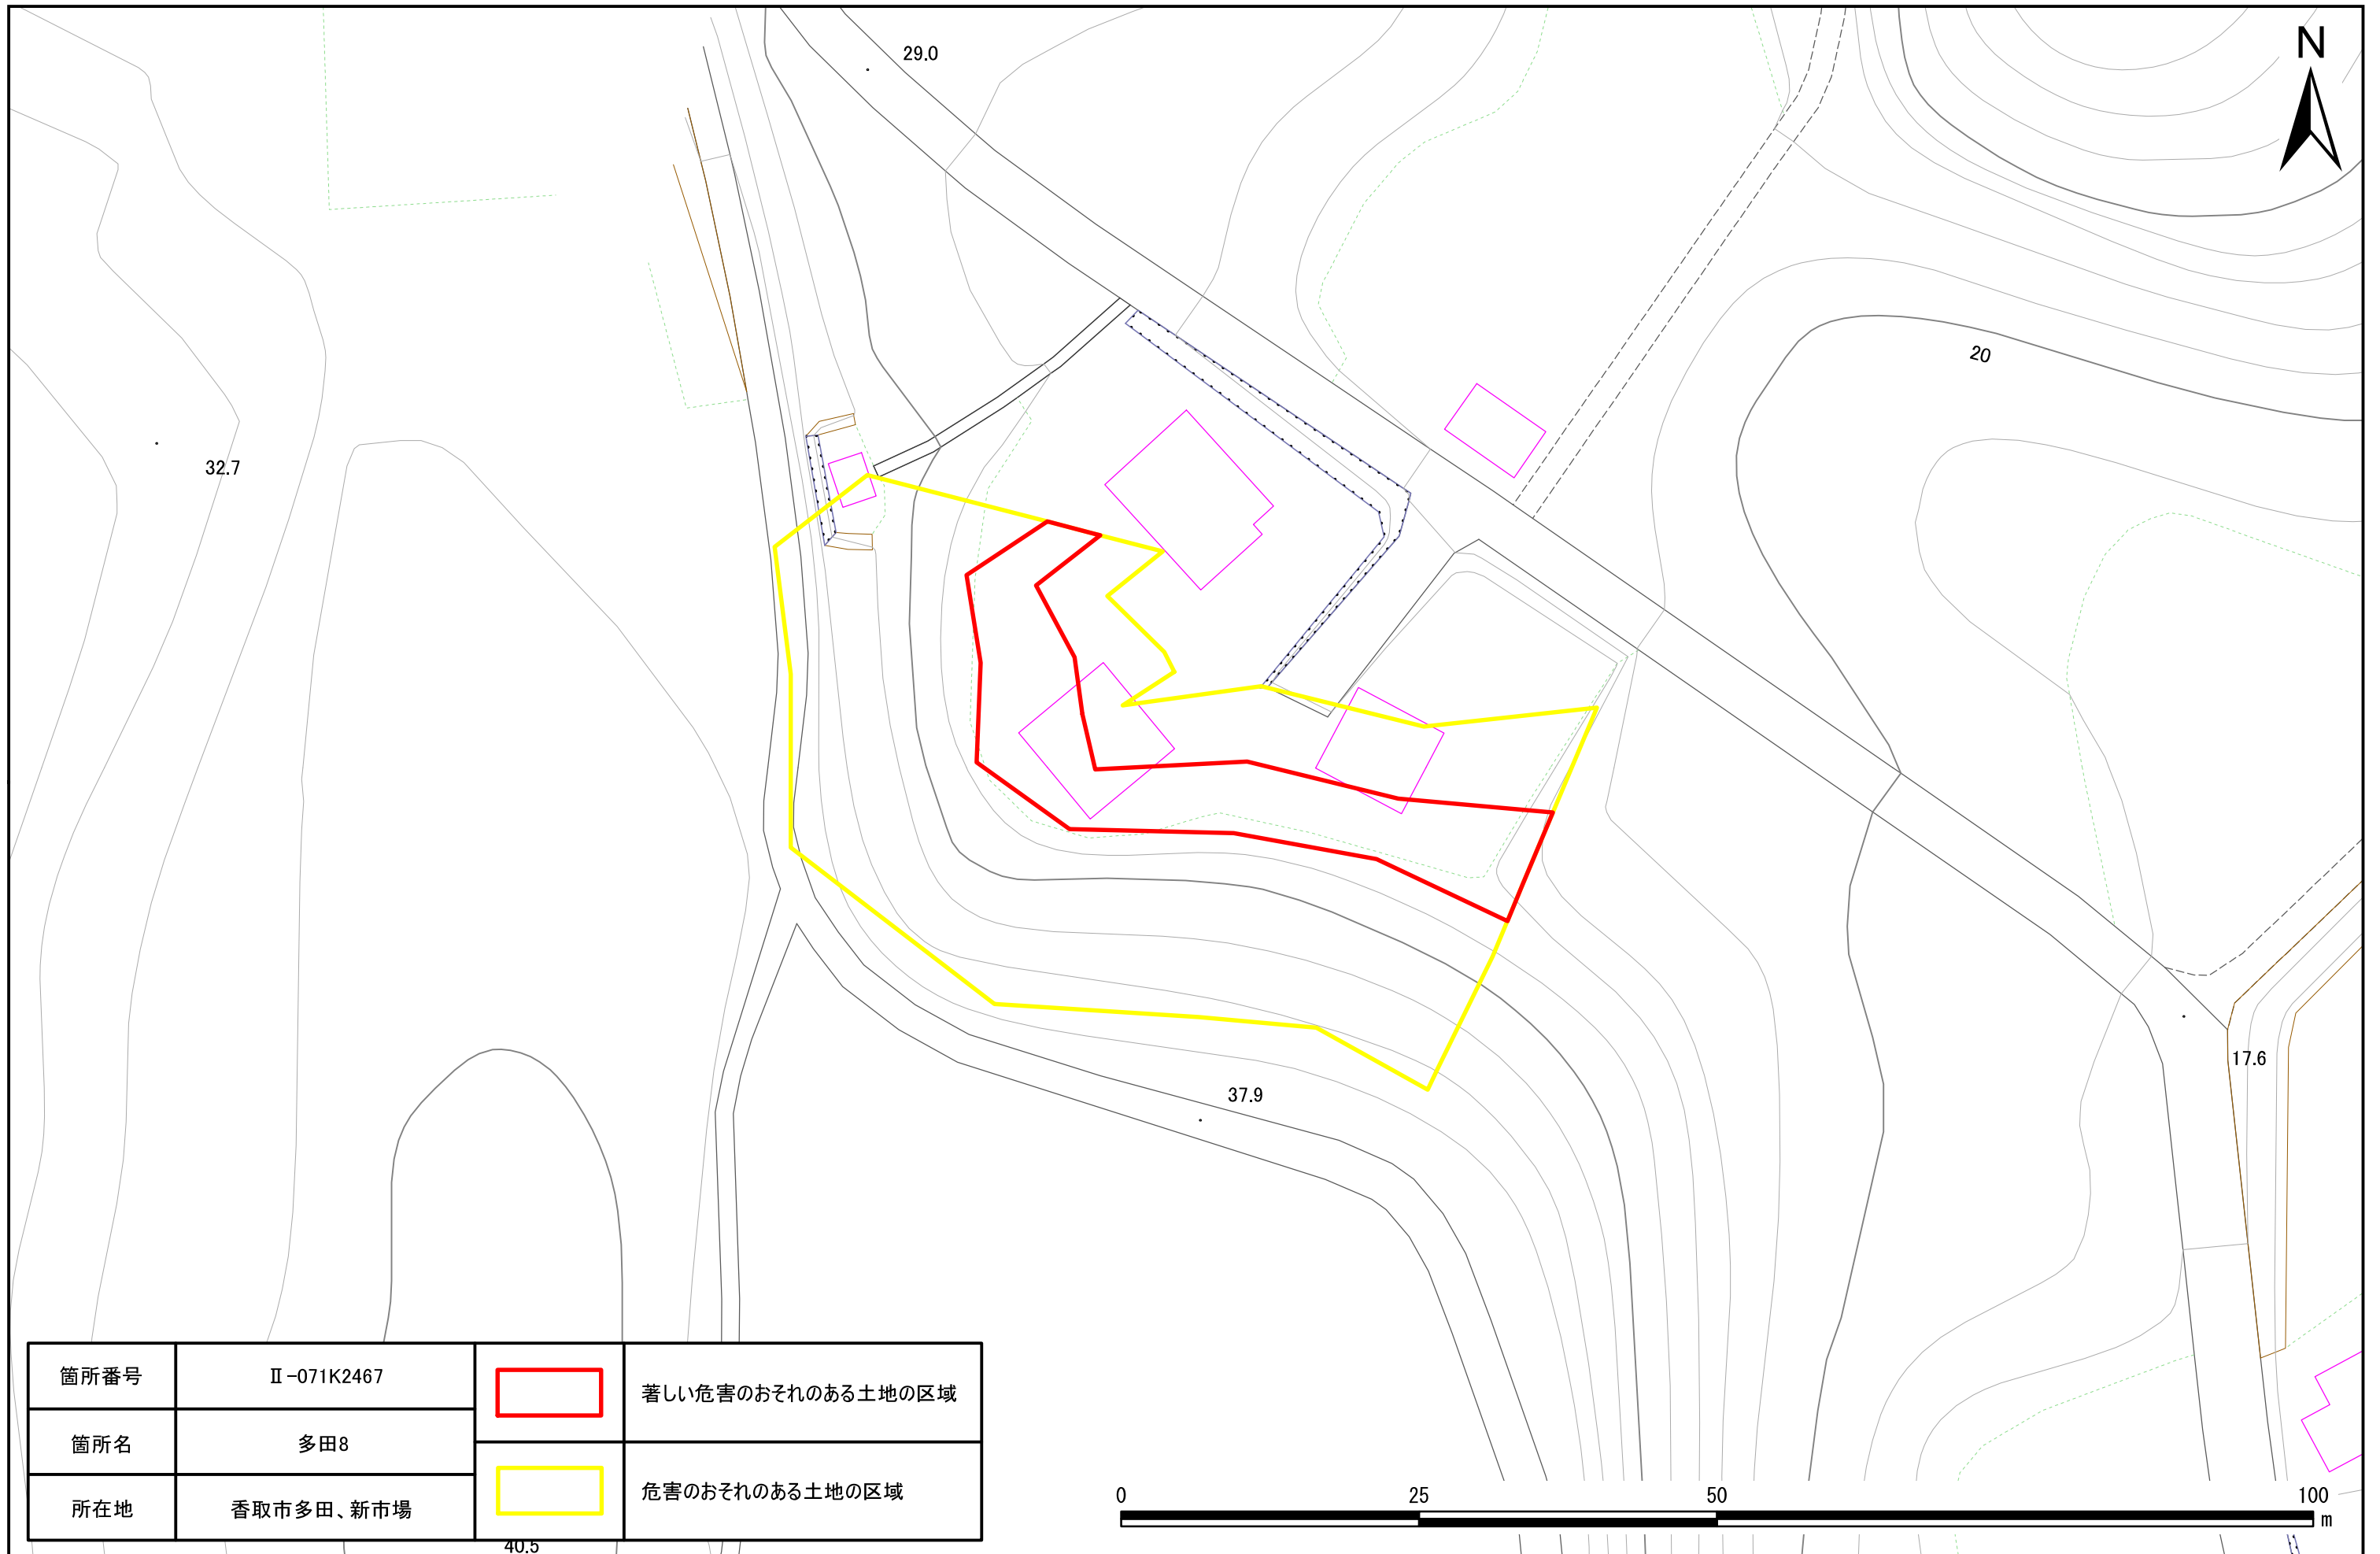 29.0
N
20
32.7
17.6
37.9
箇所番号 Ⅱ-071K2467
著しい危害のおそれのある土地の区域
箇所名 多田8
危害のおそれのある土地の区域
所在地 香取市多田、新市場
0 25 50 100
m
40.5